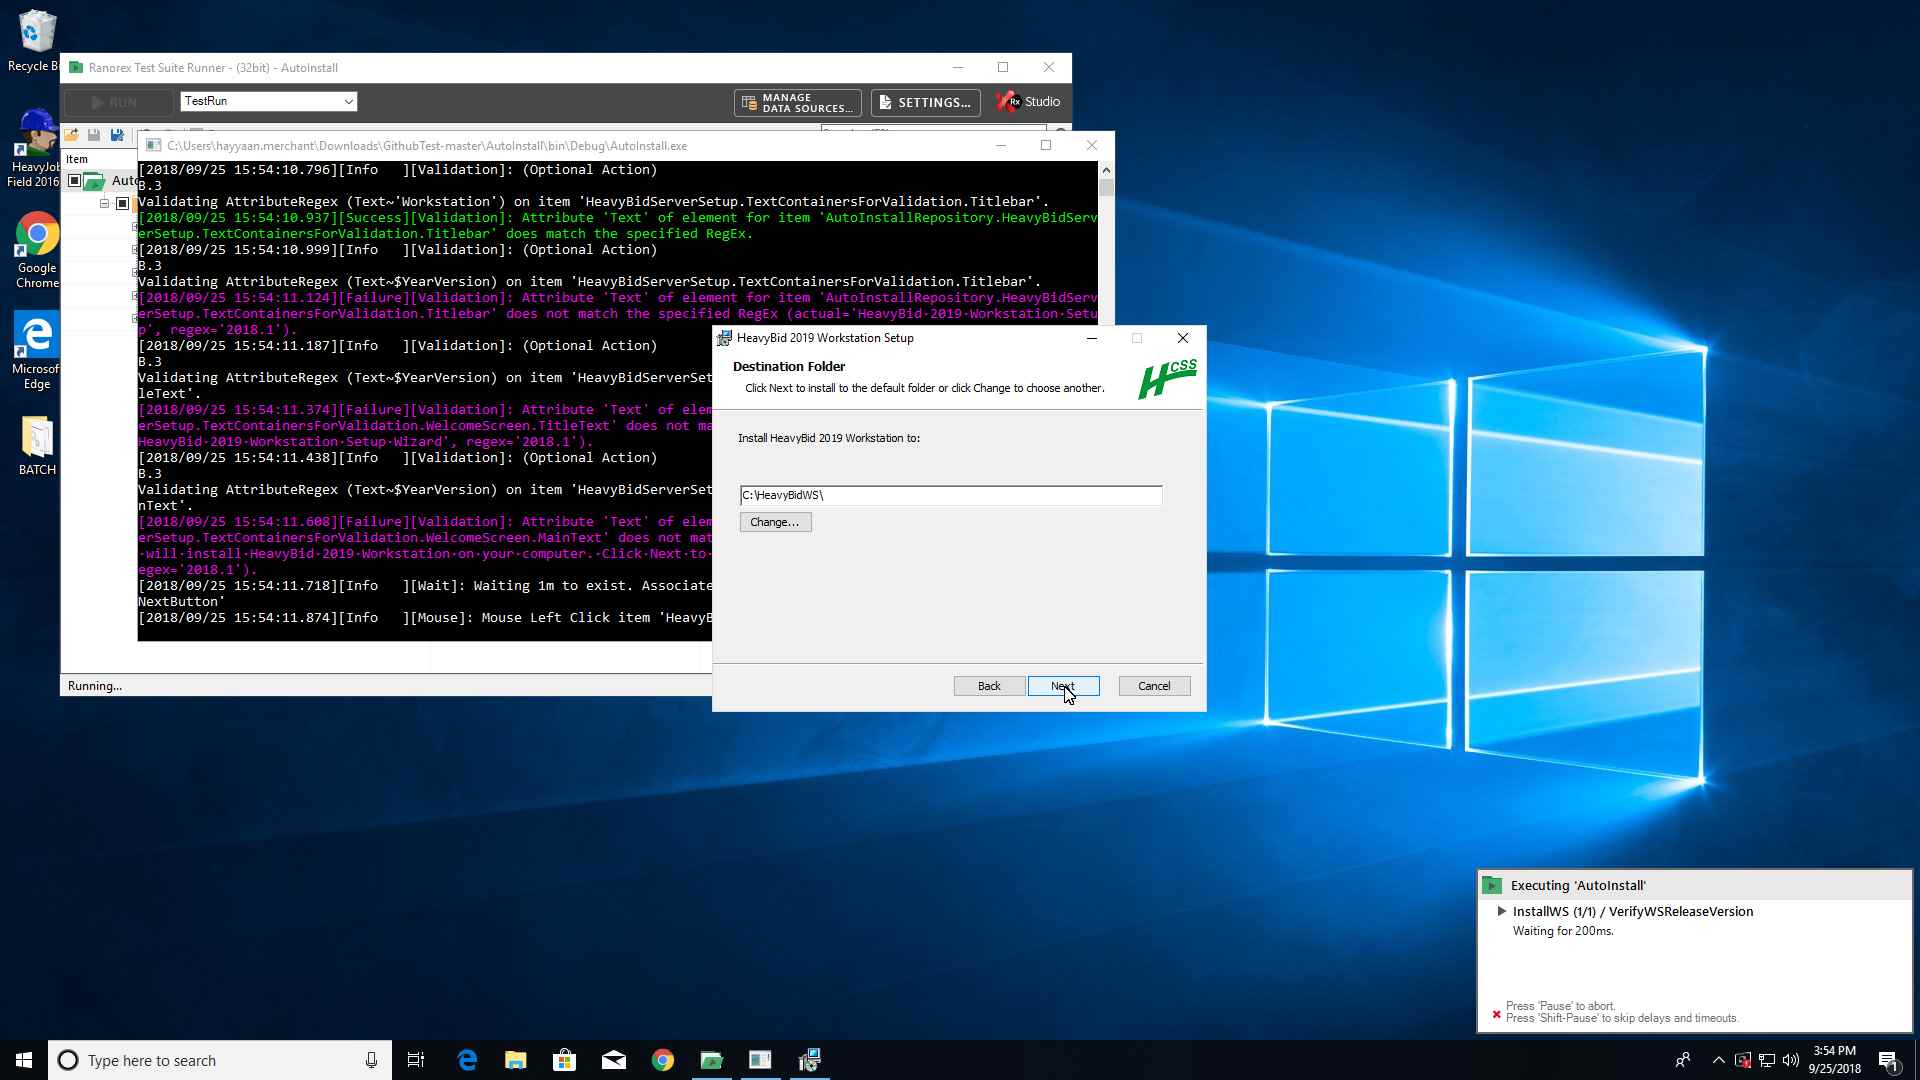 Recycle Bi
HeavyJob
Field 2016
Google
Chrome
Microsof
Edge
BATCH
Ranorex Test Suite Runner - (32bit) - AutoInstall
RUN
TestRun
MANAGE
DATA SOURCES...
SETTINGS...
Rx
Studio
Item
Auto
C:\Users\hayyaan.merchant\Downloads\GithubTest-master\AutoInstall\bin\Debug\AutoInstall.exe
[2018/09/25 15:54:10.796][Info   ][Validation]: (Optional Action)
B.3
Validating AttributeRegex (Text~'Workstation') on item 'HeavyBidServerSetup.TextContainersForValidation.Titlebar'.
[2018/09/25 15:54:10.937][Success][Validation]: Attribute 'Text' of element for item 'AutoInstallRepository.HeavyBidServ
erSetup.TextContainersForValidation.Titlebar' does match the specified RegEx.
[2018/09/25 15:54:10.999][Info   ][Validation]: (Optional Action)
B.3
Validating AttributeRegex (Text~$YearVersion) on item 'HeavyBidServerSetup.TextContainersForValidation.Titlebar'.
[2018/09/25 15:54:11.124][Failure][Validation]: Attribute 'Text' of element for item 'AutoInstallRepository.HeavyBidServ
erSetup.TextContainersForValidation.Titlebar' does not match the specified RegEx (actual='HeavyBid·2019·Workstation·Setu
p', regex='2018.1').
[2018/09/25 15:54:11.187][Info   ][Validation]: (Optional Action)
B.3
Validating AttributeRegex (Text~$YearVersion) on item 'HeavyBidServerSet
leText'.
[2018/09/25 15:54:11.374][Failure][Validation]: Attribute 'Text' of elem
erSetup.TextContainersForValidation.WelcomeScreen.TitleText' does not ma
HeavyBid·2019·Workstation·Setup·Wizard', regex='2018.1').
[2018/09/25 15:54:11.438][Info   ][Validation]: (Optional Action)
B.3
Validating AttributeRegex (Text~$YearVersion) on item 'HeavyBidServerSet
nText'.
[2018/09/25 15:54:11.608][Failure][Validation]: Attribute 'Text' of elem
erSetup.TextContainersForValidation.WelcomeScreen.MainText' does not mat
·will·install·HeavyBid·2019·Workstation·on·your·computer.·Click·Next·to·
egex='2018.1').
[2018/09/25 15:54:11.718][Info   ][Wait]: Waiting 1m to exist. Associate
NextButton'
[2018/09/25 15:54:11.874][Info   ][Mouse]: Mouse Left Click item 'HeavyB
Running...
HeavyBid 2019 Workstation Setup
Destination Folder
Click Next to install to the default folder or click Change to choose another.
HCSS
Install HeavyBid 2019 Workstation to:
C:\HeavyBidWS\
Change...
Back
Next
Cancel
Executing 'AutoInstall'
InstallWS (1/1) / VerifyWSReleaseVersion
Waiting for 200ms.
Press 'Pause' to abort.
Press 'Shift-Pause' to skip delays and timeouts.
Type here to search
3:54 PM
9/25/2018
1